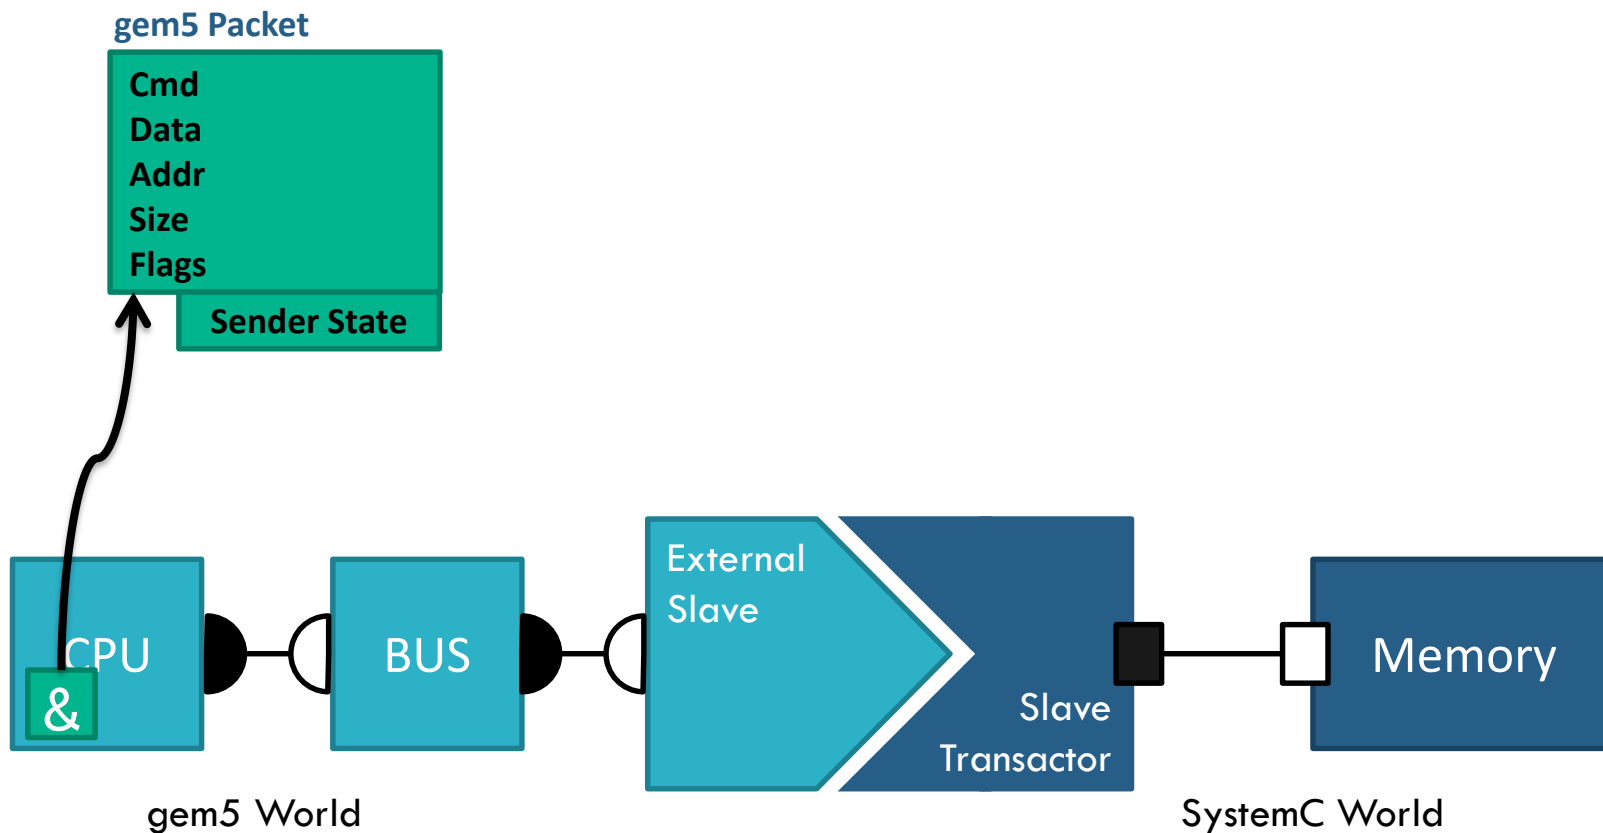 gem5 Packet
Cmd
Data
Addr
Size
Flags
Sender State
CPU
&
BUS
External
Slave
Slave
Transactor
Memory
gem5 World
SystemC World